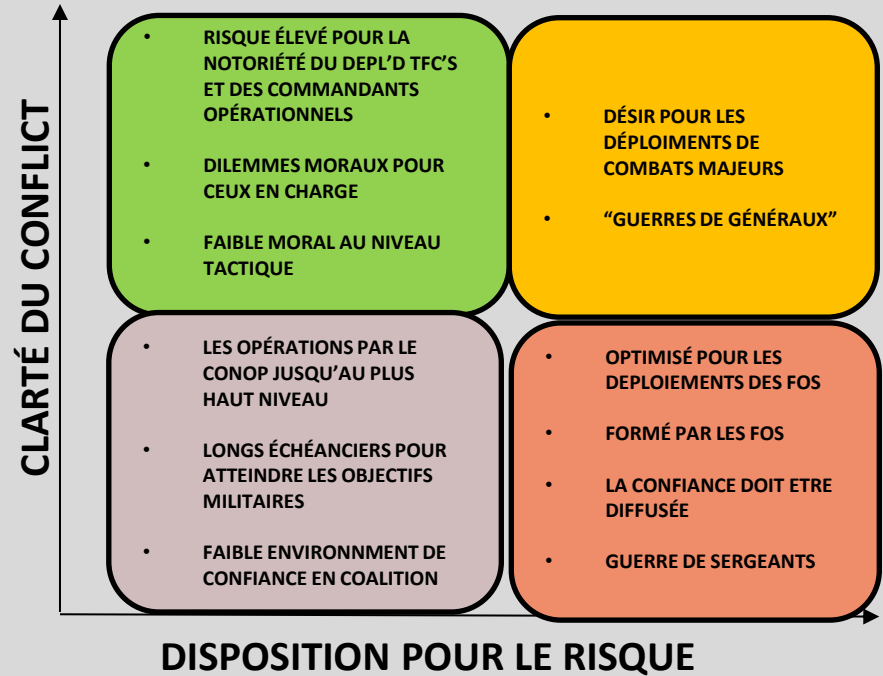 CLARTÉ DU CONFLICT
• RISQUE ÉLEVÉ POUR LA
NOTORIÉTÉ DU DEPL'D TFC'S
ET DES COMMANDANTS
OPÉRATIONNELS
• DILEMMES MORAUX POUR
CEUX EN CHARGE
• FAIBLE MORAL AU NIVEAU
TACTIQUE
• DÉSIR POUR LES
DÉPLOIMENTS DE
COMBATS MAJEURS
• “GUERRES DE GÉNÉRAUX”
• LES OPÉRATIONS PAR LE
CONOP JUSQU'AU PLUS
HAUT NIVEAU
• LONGS ÉCHÉANCIERS POUR
ATTEINDRE LES OBJECTIFS
MILITAIRES
• FAIBLE ENVIRONNMENT DE
CONFIANCE EN COALITION
• OPTIMISÉ POUR LES
DEPLOIEMENTS DES FOS
• FORMÉ PAR LES FOS
• LA CONFIANCE DOIT ETRE
DIFFUSÉE
• GUERRE DE SERGEANTS
DISPOSITION POUR LE RISQUE